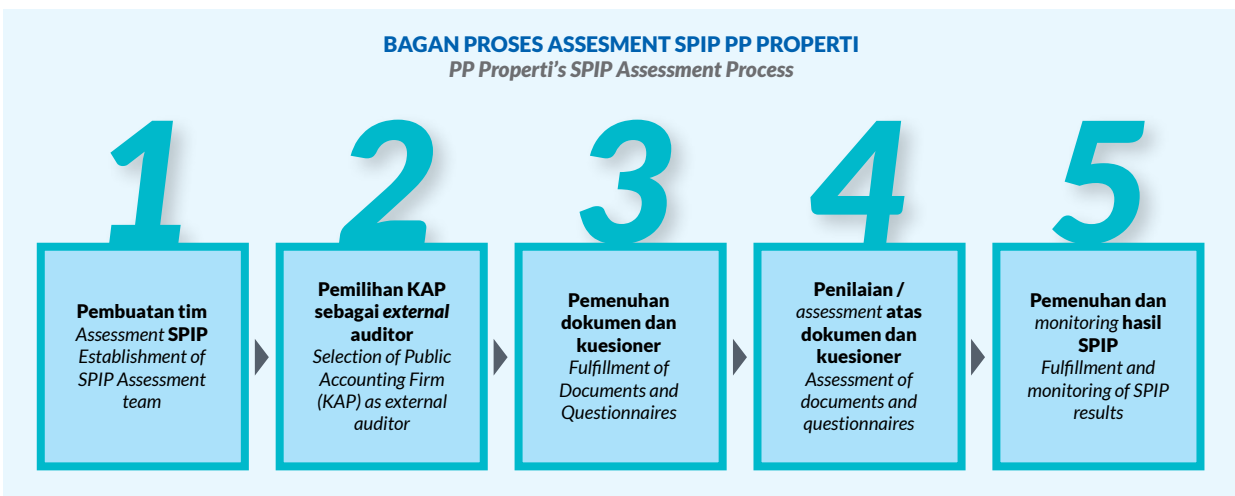 BAGAN PROSES ASSESMENT SPIP PP PROPERTI
PP Properti's SPIP Assessment Process
1
Pembuatan tim
Assessment SPIP
Establishment of
SPIP Assessment
team
2
Pemilihan KAP
sebagai external
auditor
Selection of Public
Accounting Firm
(KAP) as external
auditor
3
Pemenuhan
dokumen dan
kuesioner
Fulfillment of
Documents and
Questionnaires
4
Penilaian /
assessment atas
dokumen dan
kuesioner
Assessment of
documents and
questionnaires
5
Pemenuhan dan
monitoring hasil
SPIP
Fulfillment and
monitoring of SPIP
results